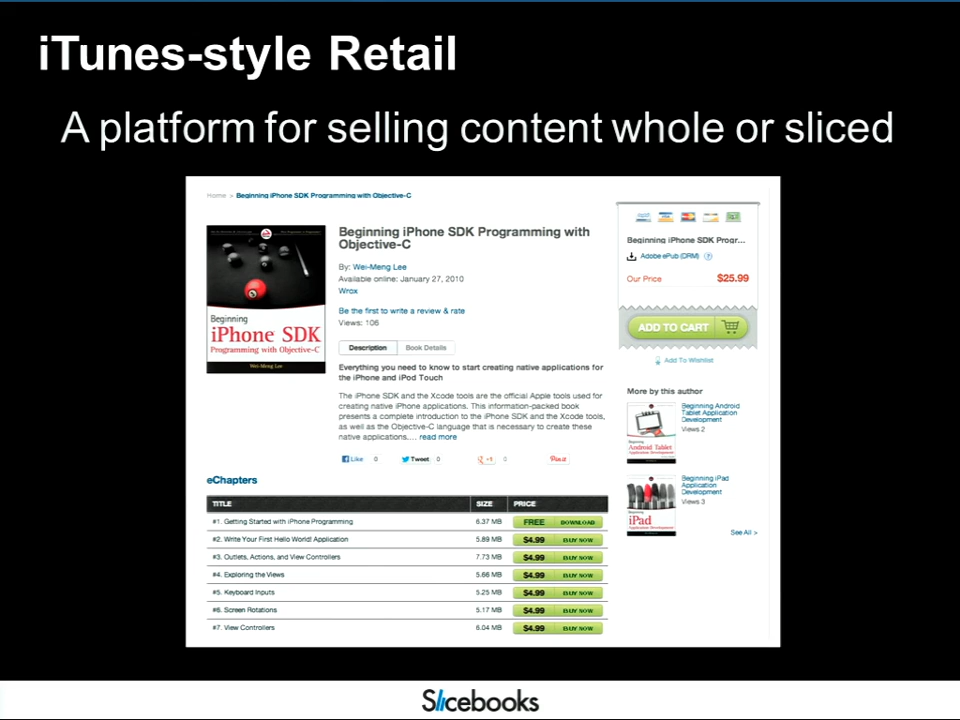 iTunes-style Retail
A platform for selling content whole or sliced
Home > Beginning iPhone SDK Programming with Objective-C
Beginning
iPhone SDK
Programming with Objective-C
Wei-Meng Lee
Beginning iPhone SDK Programming with
Objective-C
By: Wei-Meng Lee
Available online: January 27, 2010
Wrox
Be the first to write a review & rate
Views: 106
Description Book Details
Everything you need to know to start creating native applications for
the iPhone and iPod Touch
The iPhone SDK and the Xcode tools are the official Apple tools used for
creating native iPhone applications. This information-packed book
presents a complete introduction to the iPhone SDK and the Xcode tools,
as well as the Objective-C language that is necessary to create these
native applications.... read more
Like 0 Tweet 0 +1 0 Pin it
eChapters
TITLE SIZE PRICE
#1. Getting Started with iPhone Programming 6.37 MB FREE DOWNLOAD
#2. Write Your First Hello World! Application 5.89 MB $4.99 BUY NOW
#3. Outlets, Actions, and View Controllers 7.73 MB $4.99 BUY NOW
#4. Exploring the Views 5.66 MB $4.99 BUY NOW
#5. Keyboard Inputs 5.25 MB $4.99 BUY NOW
#6. Screen Rotations 5.17 MB $4.99 BUY NOW
#7. View Controllers 6.04 MB $4.99 BUY NOW
Beginning iPhone SDK Progr...
Adobe ePub (DRM) ?
Our Price $25.99
ADD TO CART
Add To Wishlist
More by this author
Beginning
Android Tablet
Application Development
Beginning Android
Tablet Application
Development
Views 2
Beginning
iPad
Application Development
Beginning iPad
Application
Development
Views 3
See All >
Slicebooks